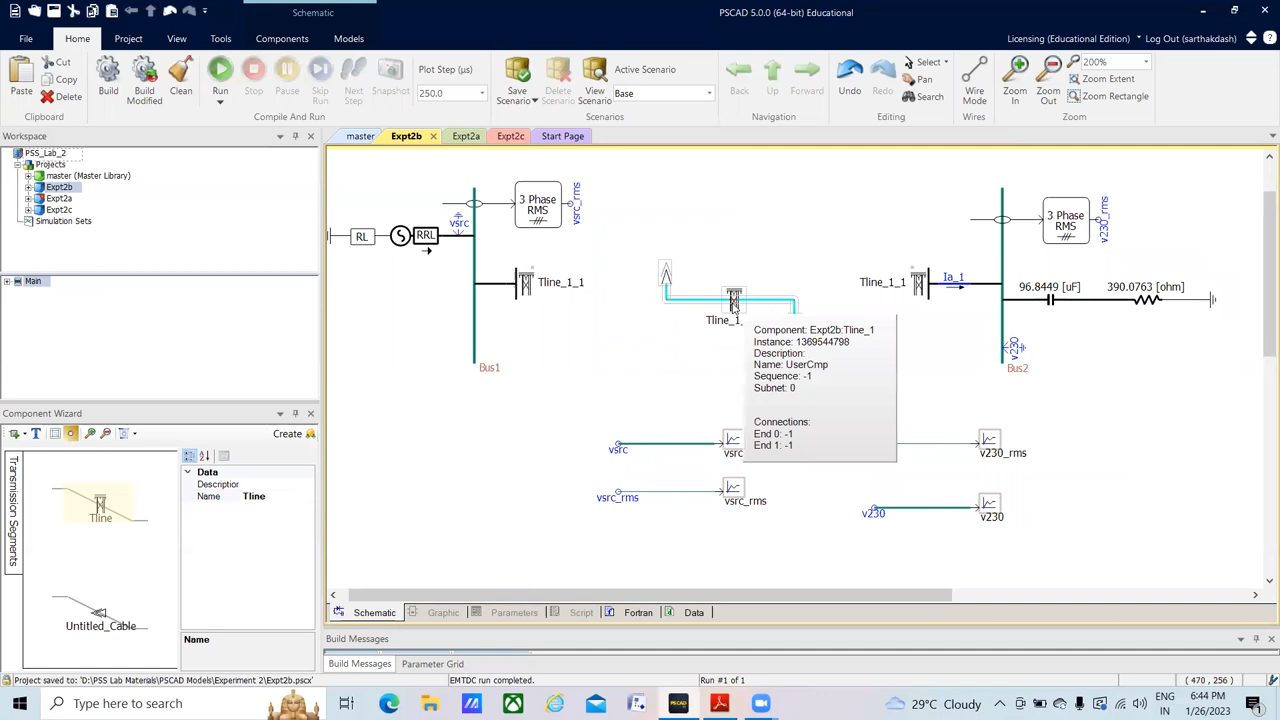 Schematic
PSCAD 5.0.0 (64-bit) Educational
File Home Project View Tools Components Models
Licensing (Educational Edition) Log Out (sarthakdash)
Paste
Cut
Copy
Delete
Clipboard
Build
Build Modified
Clean
Run
Stop
Pause
Skip Run
Next Step
Snapshot
Plot Step (µs)
250.0
Compile And Run
Save Scenario
Delete Scenario
View Scenario
Active Scenario
Base
Scenarios
Back
Up
Forward
Navigation
Undo
Redo
Select
Pan
Search
Editing
Wire Mode
Wires
Zoom In
Zoom Out
200%
Zoom Extent
Zoom Rectangle
Zoom
Workspace
PSS_Lab_2
Projects
master (Master Library)
Expt2b
Expt2a
Expt2c
Simulation Sets
Main
master Expt2b Expt2a Expt2c Start Page
3 Phase
RMS
vsrc_rms
vsrc
RL
RRL
Tline_1_1
Bus1
Tline_1
Component: Expt2b:Tline_1
Instance: 1369544798
Description:
Name: UserCmp
Sequence: -1
Subnet: 0
Connections:
End 0: -1
End 1: -1
3 Phase
RMS
v230_rms
Tline_1_1
Ia_1
96.8449 [uF]
390.0763 [ohm]
v230
Bus2
vsrc
vsrc
v230_rms
vsrc_rms
vsrc_rms
v230
v230
Component Wizard
Create
Transmission Segments
Tline
Untitled_Cable
Data
Descriptior
Name Tline
Name
Schematic Graphic Parameters Script Fortran Data
Build Messages
Build Messages Parameter Grid
Project saved to: 'D:\PSS Lab Materials\PSCAD Models\Experiment 2\Expt2b.pscx'
EMTDC run completed.
Run #1 of 1
(470 , 256)
Type here to search
29°C Cloudy
ENG
IN
6:44 PM
1/26/2023
1